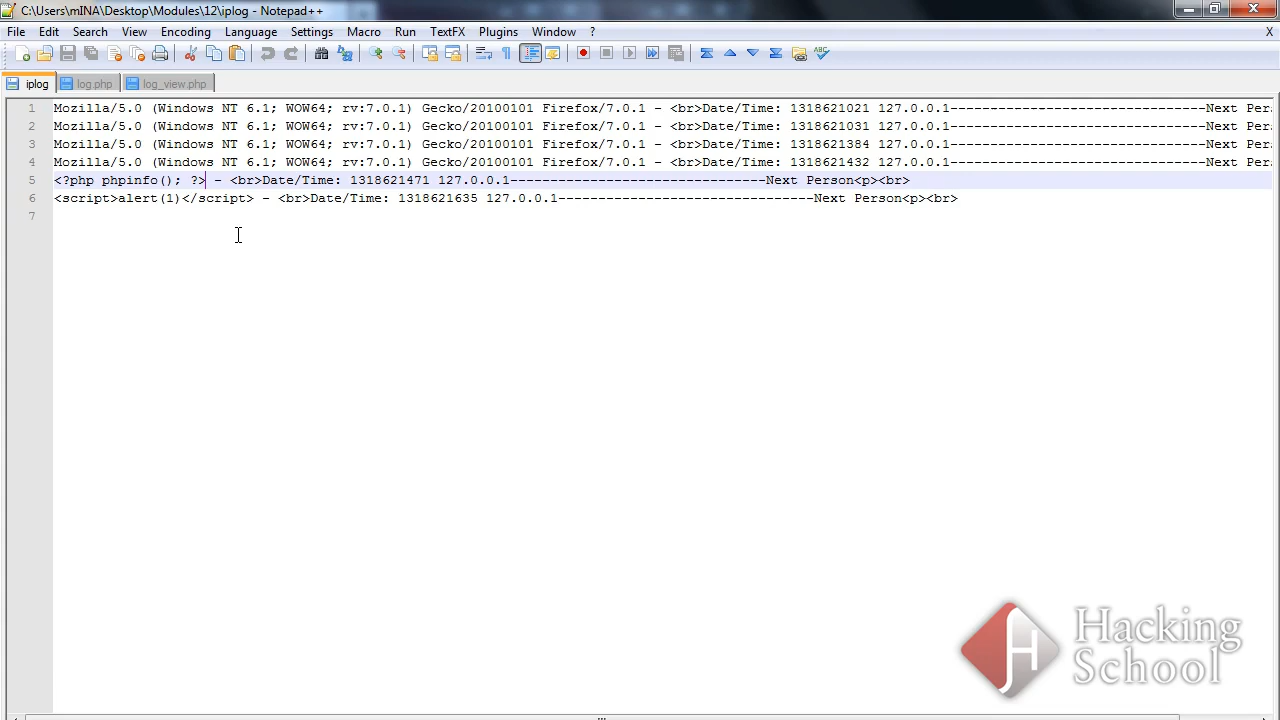 C:\Users\mINA\Desktop\Modules\12\iplog - Notepad++
File Edit Search View Encoding Language Settings Macro Run TextFX Plugins Window ? X
iplog log.php log_view.php
1 Mozilla/5.0 (Windows NT 6.1; WOW64; rv:7.0.1) Gecko/20100101 Firefox/7.0.1 - <br>Date/Time: 1318621021 127.0.0.1--------------------------------Next Per
2 Mozilla/5.0 (Windows NT 6.1; WOW64; rv:7.0.1) Gecko/20100101 Firefox/7.0.1 - <br>Date/Time: 1318621031 127.0.0.1--------------------------------Next Per
3 Mozilla/5.0 (Windows NT 6.1; WOW64; rv:7.0.1) Gecko/20100101 Firefox/7.0.1 - <br>Date/Time: 1318621384 127.0.0.1--------------------------------Next Per
4 Mozilla/5.0 (Windows NT 6.1; WOW64; rv:7.0.1) Gecko/20100101 Firefox/7.0.1 - <br>Date/Time: 1318621432 127.0.0.1--------------------------------Next Per
5 <?php phpinfo(); ?> - <br>Date/Time: 1318621471 127.0.0.1--------------------------------Next Person<p><br>
6 <script>alert(1)</script> - <br>Date/Time: 1318621635 127.0.0.1--------------------------------Next Person<p><br>
7
Hacking
School